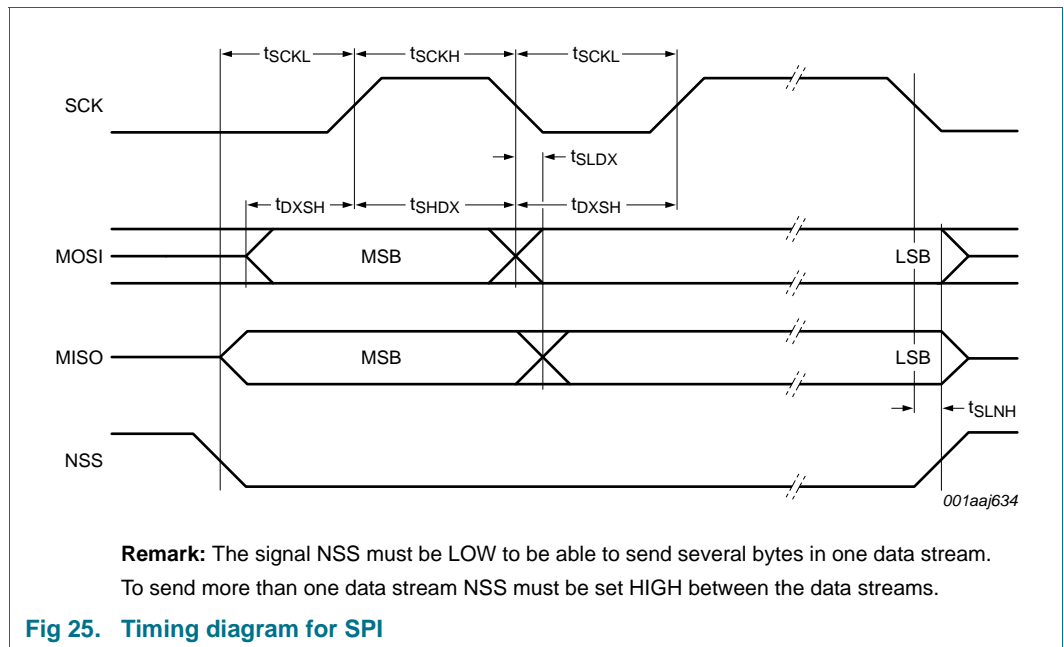 tSCKL tSCKH tSCKL
SCK
tSLDX
tDXSH tSHDX tDXSH
MOSI MSB LSB
MISO MSB LSB
tSLNH
NSS
001aaj634
Remark: The signal NSS must be LOW to be able to send several bytes in one data stream.
To send more than one data stream NSS must be set HIGH between the data streams.
Fig 25. Timing diagram for SPI